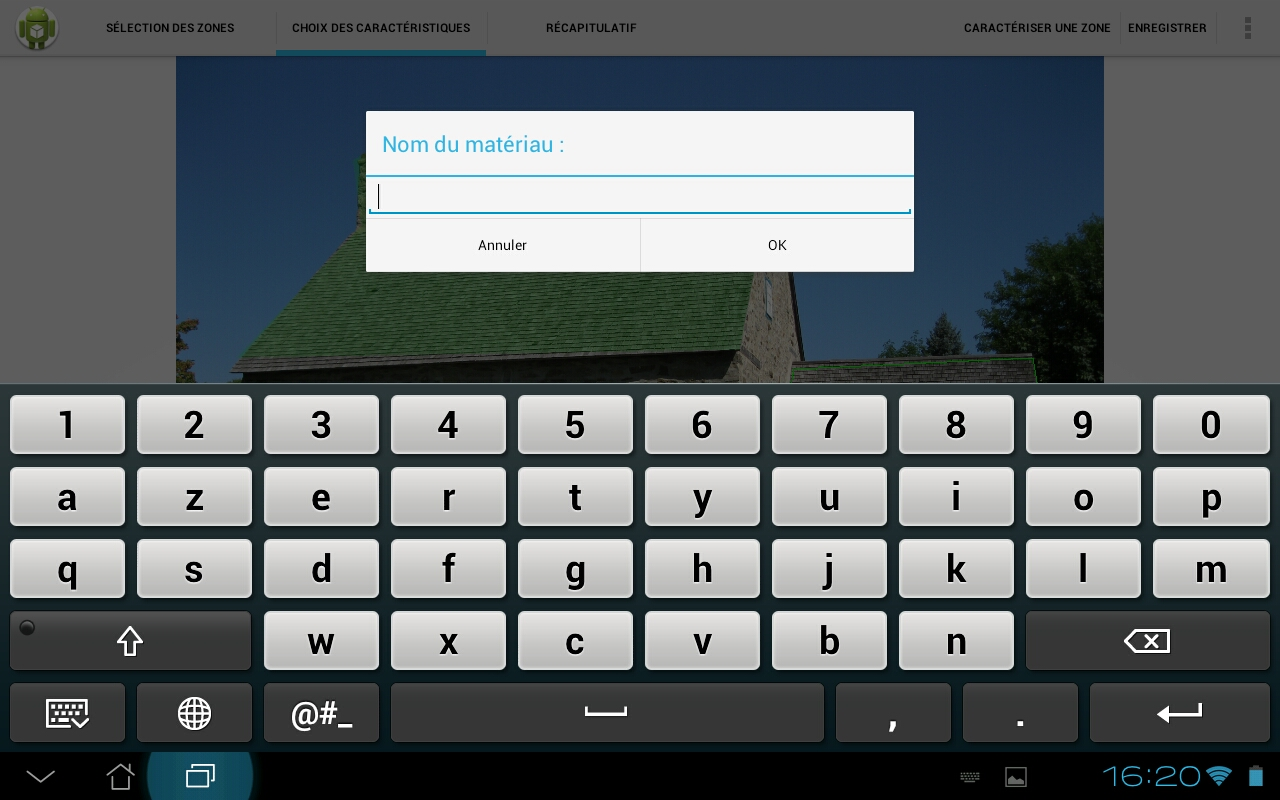 SÉLECTION DES ZONES
CHOIX DES CARACTÉRISTIQUES
RÉCAPITULATIF
CARACTÉRISER UNE ZONE
ENREGISTRER
Nom du matériau :
Annuler
OK
1 2 3 4 5 6 7 8 9 0
a z e r t y u i o p
q s d f g h j k l m
w x c v b n
@#_ , .
16:20